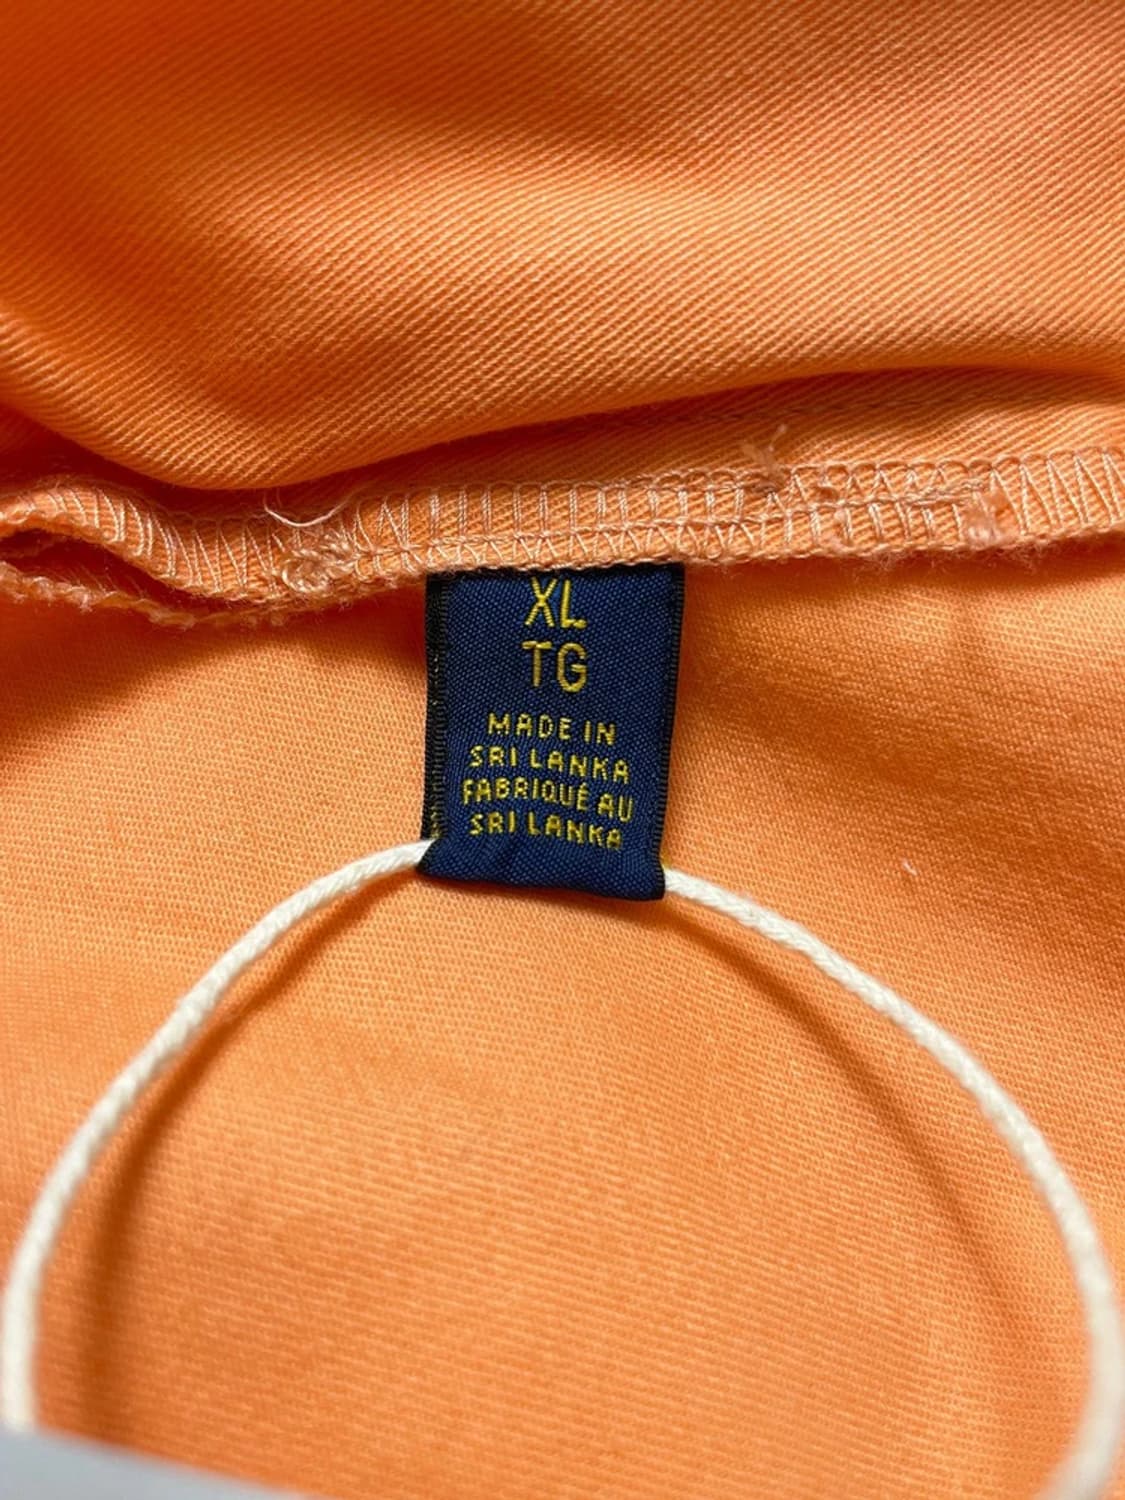 XL
TG
MADE IN
SRI LANKA
FABRIQUÉ AU
SRI LANKA